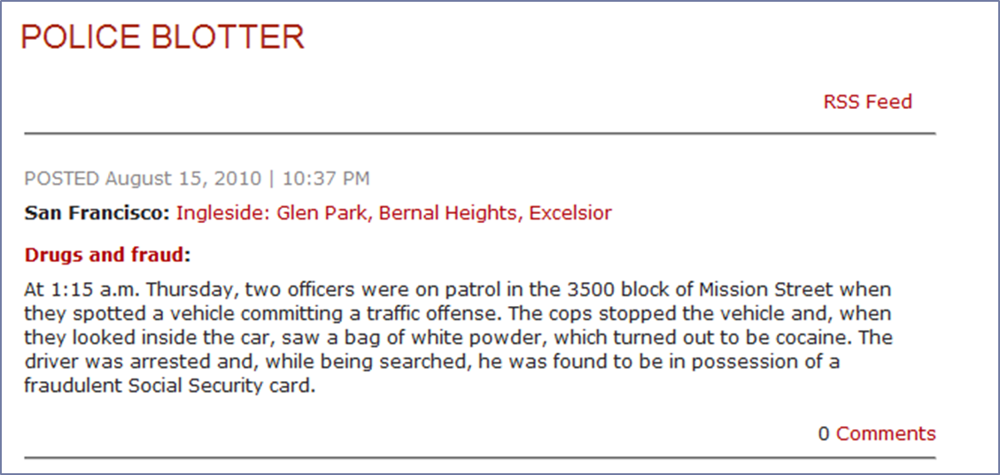 POLICE BLOTTER
RSS Feed
POSTED August 15, 2010 | 10:37 PM
San Francisco: Ingleside: Glen Park, Bernal Heights, Excelsior
Drugs and fraud:
At 1:15 a.m. Thursday, two officers were on patrol in the 3500 block of Mission Street when
they spotted a vehicle committing a traffic offense. The cops stopped the vehicle and, when
they looked inside the car, saw a bag of white powder, which turned out to be cocaine. The
driver was arrested and, while being searched, he was found to be in possession of a
fraudulent Social Security card.
0 Comments